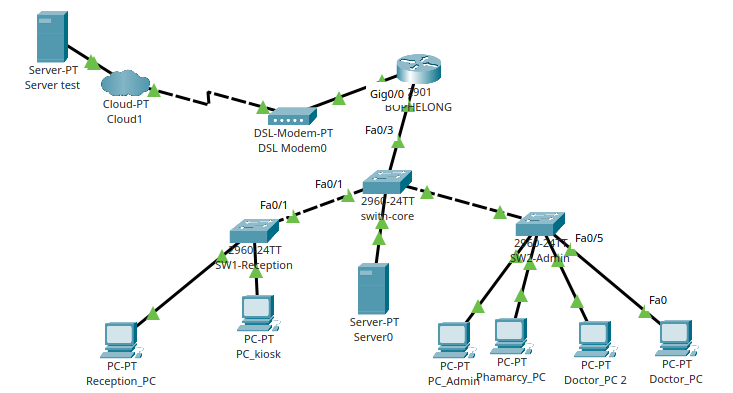 Server-PT
Server test
Cloud-PT
Cloud1
DSL-Modem-PT
DSL Modem0
Gig0/0
2901
BOPHELONG
Fa0/3
Fa0/1
2960-24TT
swith-core
Fa0/1
2960-24TT
SW1-Reception
2960-24TT
SW2-Admin
Fa0/5
Fa0
PC-PT
Reception_PC
PC-PT
PC_kiosk
Server-PT
Server0
PC-PT
PC_Admin
PC-PT
Phamarcy_PC
PC-PT
Doctor_PC 2
PC-PT
Doctor_PC